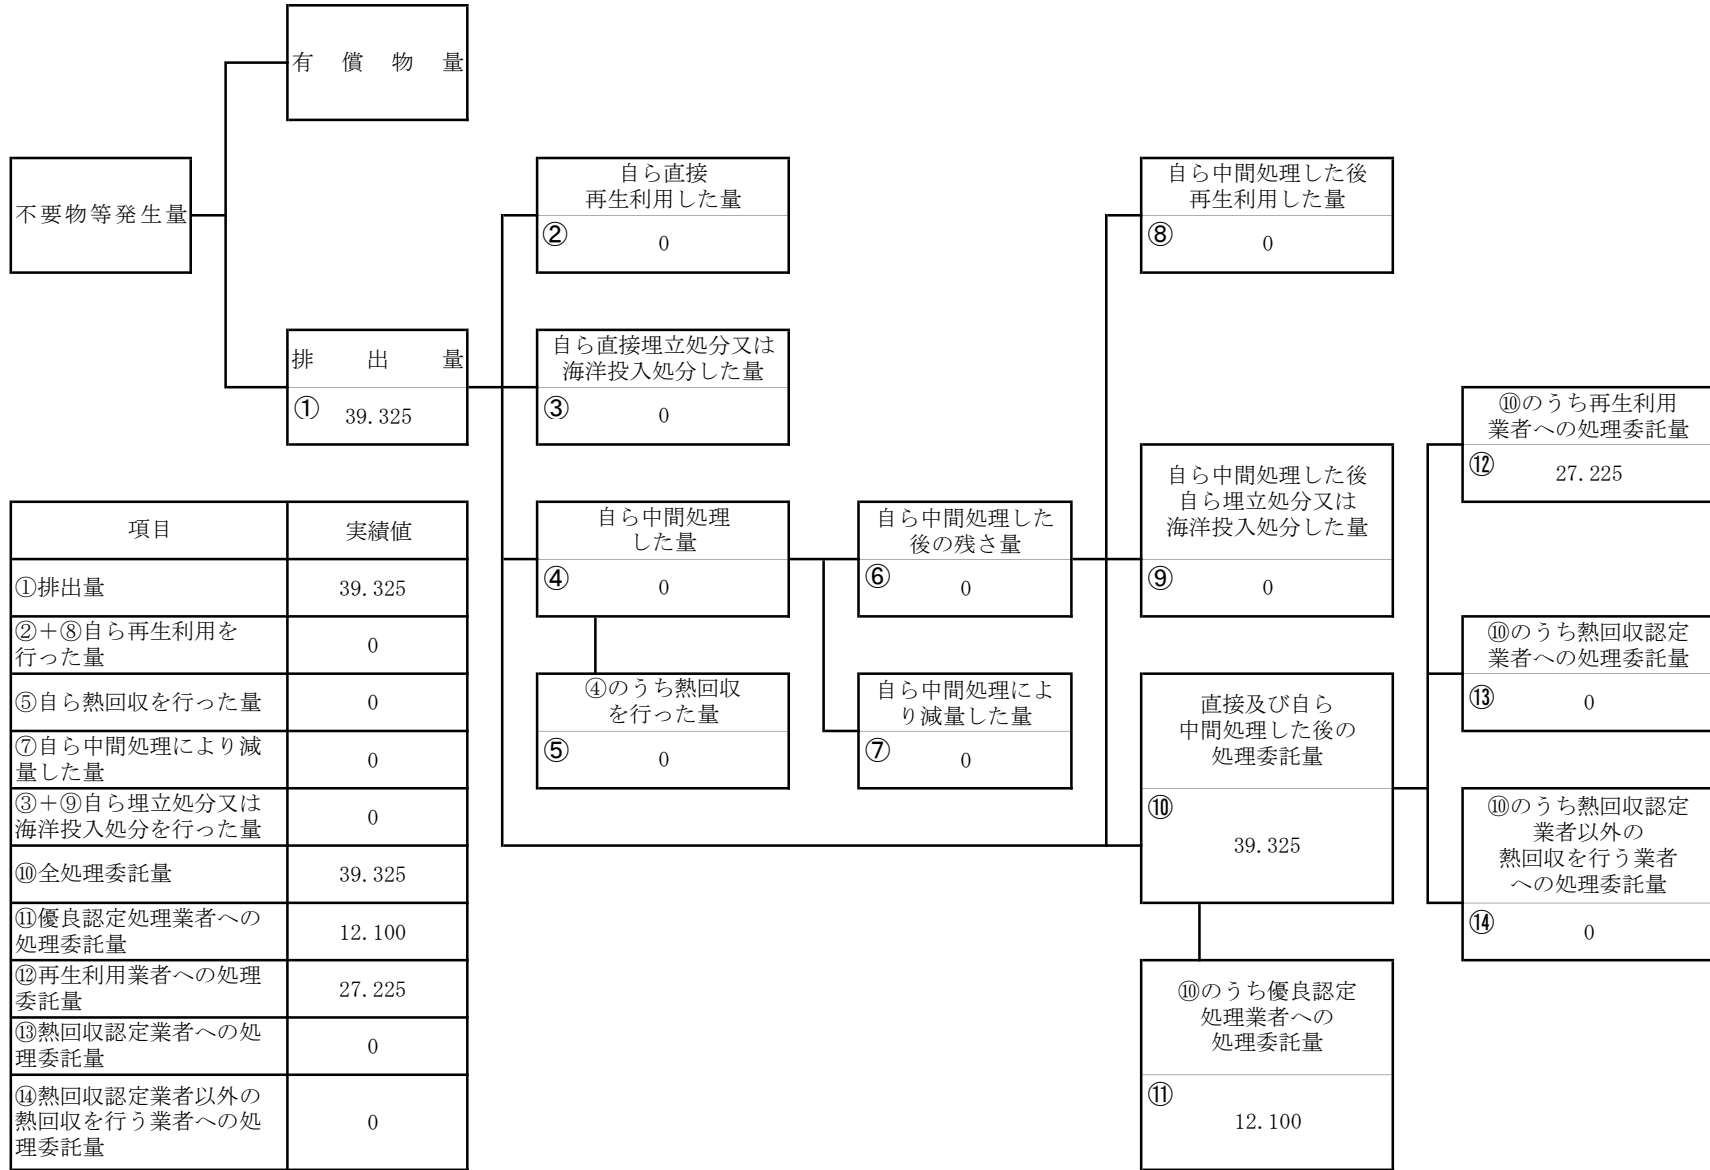 有償物量
不要物等発生量
自ら直接
再生利用した量
②
0
自ら中間処理した後
再生利用した量
⑧
0
排出量
①
39.325
自ら直接埋立処分又は
海洋投入処分した量
③
0
⑩のうち再生利用
業者への処理委託量
⑫
27.225
自ら中間処理した後
自ら埋立処分又は
海洋投入処分した量
⑨
0
自ら中間処理
した量
④
0
自ら中間処理した
後の残さ量
⑥
0
⑩のうち熱回収認定
業者への処理委託量
⑬
0
④のうち熱回収
を行った量
⑤
0
自ら中間処理によ
り減量した量
⑦
0
直接及び自ら
中間処理した後の
処理委託量
⑩
39.325
⑩のうち熱回収認定
業者以外の
熱回収を行う業者
への処理委託量
⑭
0
⑩のうち優良認定
処理業者への
処理委託量
⑪
12.100
項目 実績値
①排出量 39.325
②+⑧自ら再生利用を
行った量 0
⑤自ら熱回収を行った量 0
⑦自ら中間処理により減
量した量 0
③+⑨自ら埋立処分又は
海洋投入処分を行った量 0
⑩全処理委託量 39.325
⑪優良認定処理業者への
処理委託量 12.100
⑫再生利用業者への処理
委託量 27.225
⑬熱回収認定業者への処
理委託量 0
⑭熱回収認定業者以外の
熱回収を行う業者への処
理委託量 0